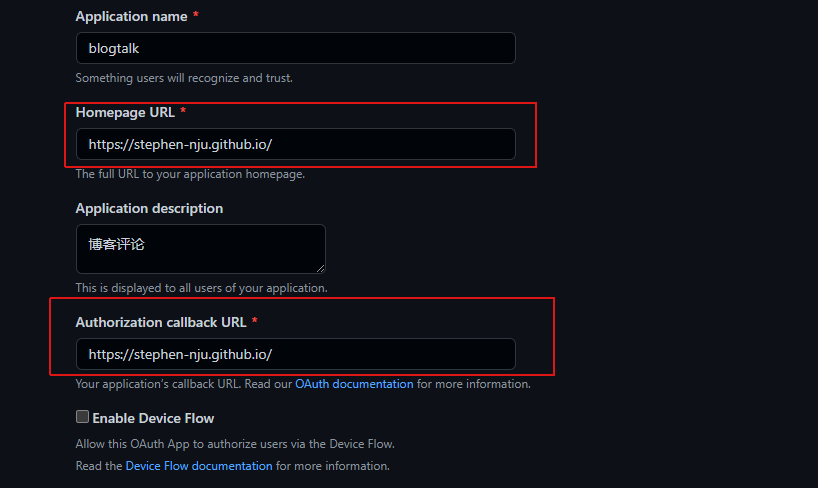 Application name *
blogtalk
Something users will recognize and trust.
Homepage URL *
https://stephen-nju.github.io/
The full URL to your application homepage.
Application description
博客评论
This is displayed to all users of your application.
Authorization callback URL *
https://stephen-nju.github.io/
Your application's callback URL. Read our OAuth documentation for more information.
Enable Device Flow
Allow this OAuth App to authorize users via the Device Flow.
Read the Device Flow documentation for more information.